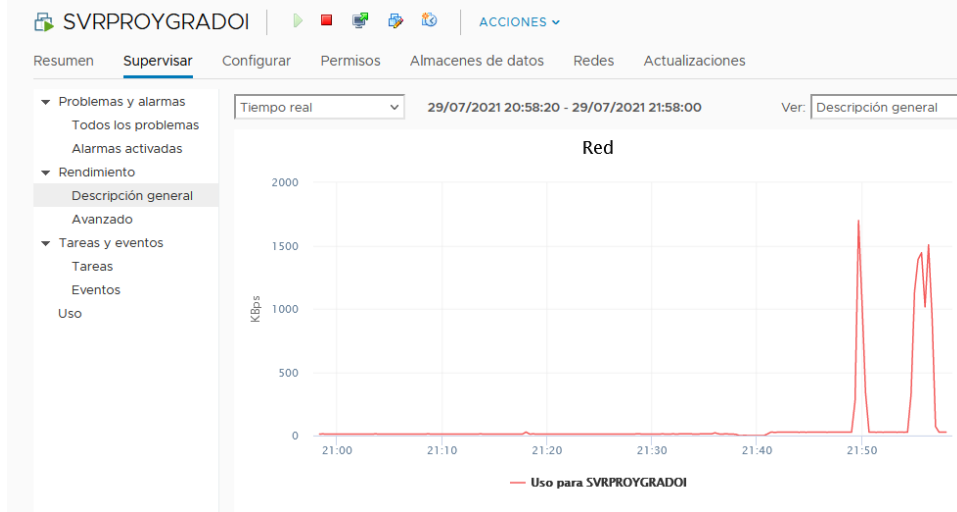 SVRPROYGRADOI ACCIONES
Resumen Supervisar Configurar Permisos Almacenes de datos Redes Actualizaciones
Problemas y alarmas
Todos los problemas
Alarmas activadas
Rendimiento
Descripción general
Avanzado
Tareas y eventos
Tareas
Eventos
Uso
Tiempo real 29/07/2021 20:58:20 - 29/07/2021 21:58:00 Ver: Descripción general
Red
KBps
2000
1500
1000
500
0
21:00 21:10 21:20 21:30 21:40 21:50
Uso para SVRPROYGRADOI